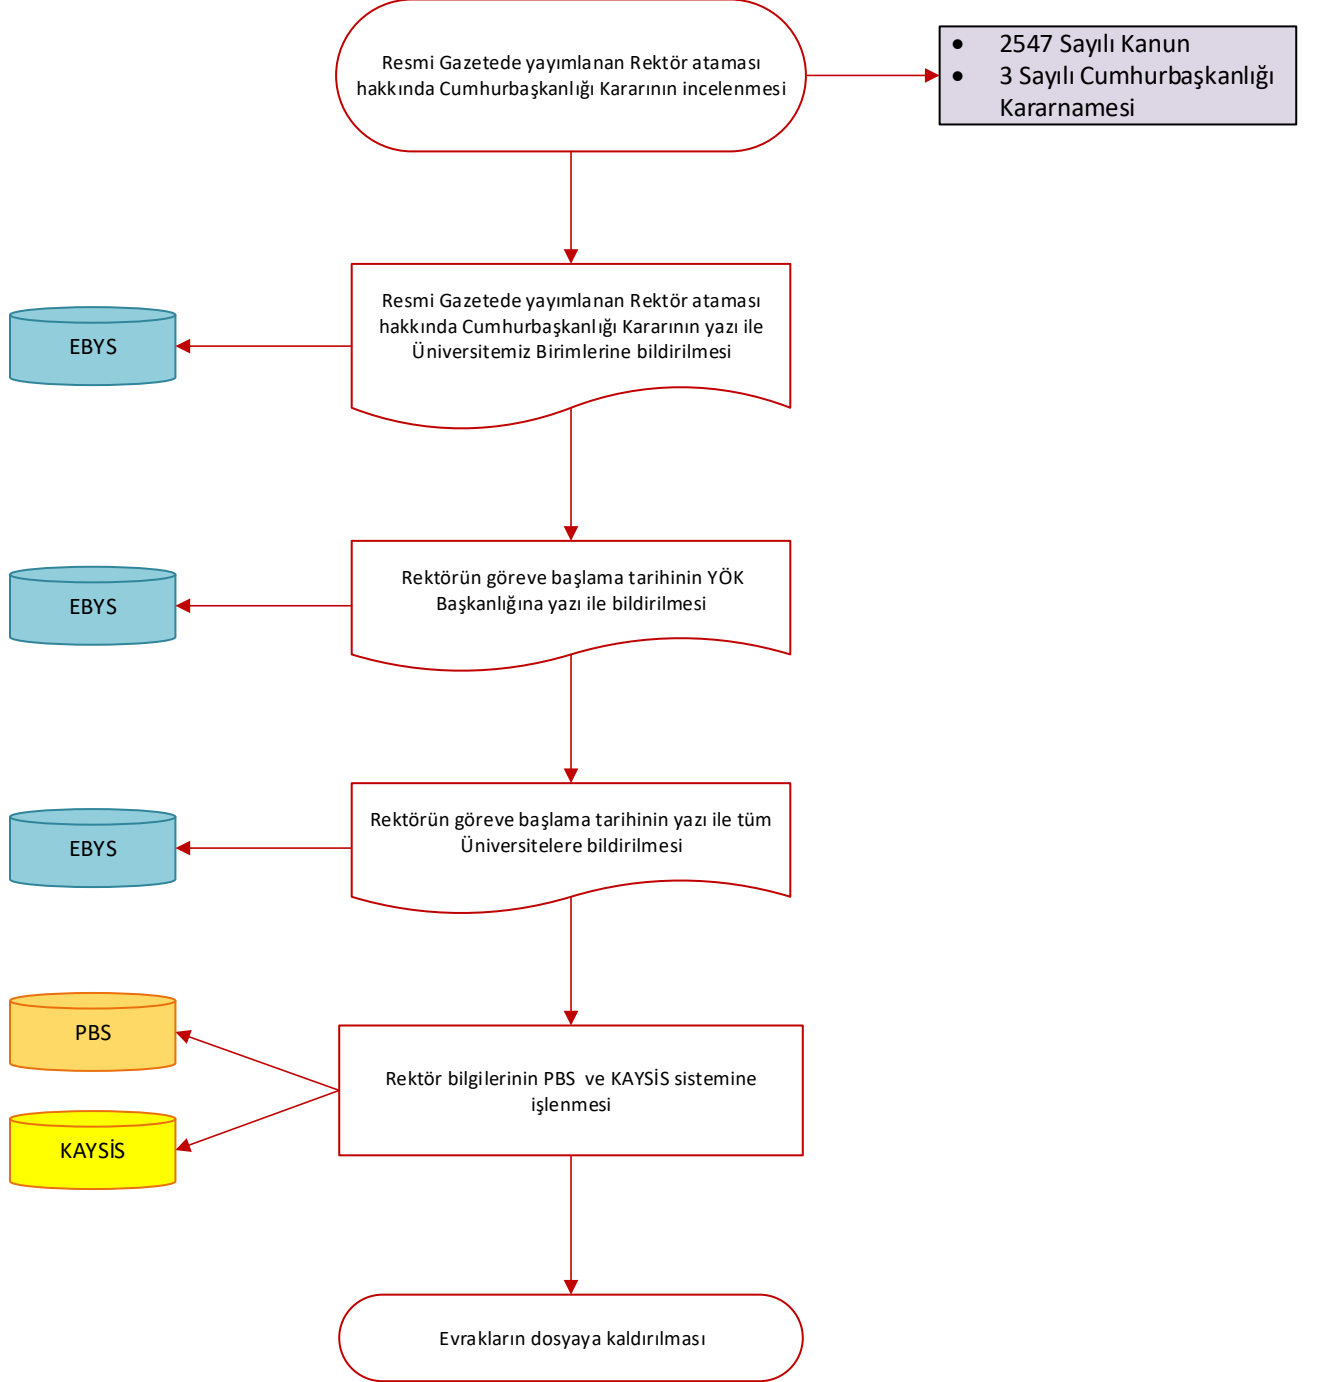 Resmi Gazetede yayımlanan Rektör ataması
hakkında Cumhurbaşkanlığı Kararının incelenmesi
• 2547 Sayılı Kanun
• 3 Sayılı Cumhurbaşkanlığı
Kararnamesi
Resmi Gazetede yayımlanan Rektör ataması
hakkında Cumhurbaşkanlığı Kararının yazı ile
Üniversitemiz Birimlerine bildirilmesi
EBYS
Rektörün göreve başlama tarihinin YÖK
Başkanlığına yazı ile bildirilmesi
EBYS
Rektörün göreve başlama tarihinin yazı ile tüm
Üniversitelere bildirilmesi
EBYS
PBS
Rektör bilgilerinin PBS ve KAYSİS sistemine
işlenmesi
KAYSİS
Evrakların dosyaya kaldırılması